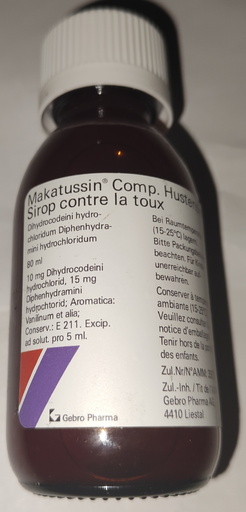 Makatussin® Comp. Husten
Sirop contre la toux
Dihydrocodeini hydro-
chloridum Diphenhydra-
mini hydrochloridum
80 ml
10 mg Dihydrocodeini
hydrochlorid, 15 mg
Diphenhydramini
hydrochlorid; Aromatica:
Vanillinum et alia;
Conserv.: E 211. Excip.
ad solut. pro 5 ml.
Gebro Pharma
Bei Raumtemperatur
(15-25°C) lagern.
Bitte Packungs
beachten. Für
unerreichbar
bewahren.
Conserver à
ambiante (15-25
Veuillez consulter
notice d'emballage
Tenir hors de la
des enfants.
Zul.Nr/N°AMM:
Zul.-Inh. / Tit de
Gebro Pharma
4410 Liestal